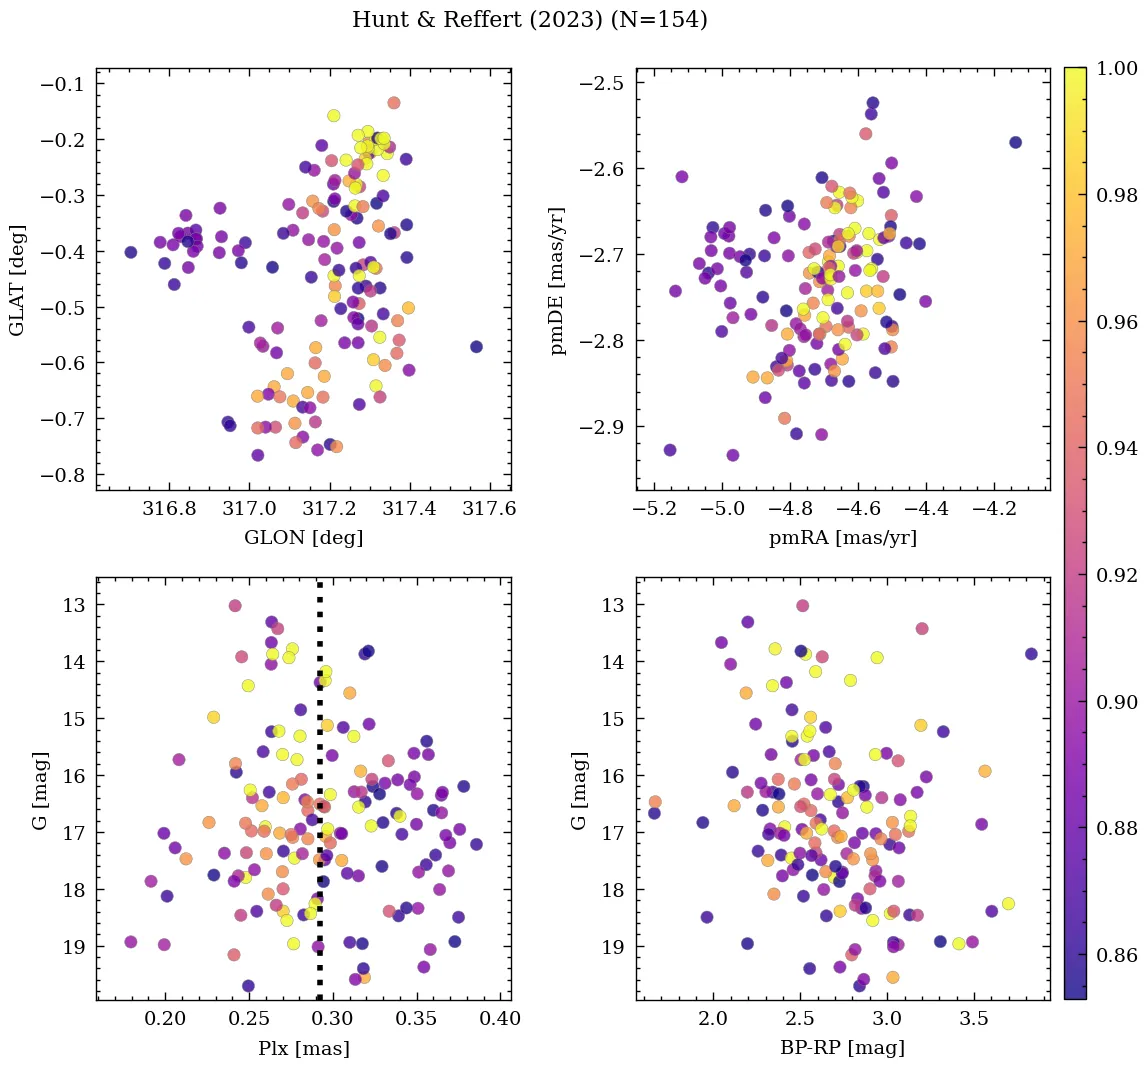 Hunt & Reffert (2023) (N=154)
−0.1
−0.2
−0.3
−0.4
−0.5
−0.6
−0.7
−0.8
GLAT [deg]
316.8 317.0 317.2 317.4 317.6
GLON [deg]
−2.5
−2.6
−2.7
−2.8
−2.9
pmDE [mas/yr]
−5.2 −5.0 −4.8 −4.6 −4.4 −4.2
pmRA [mas/yr]
13
14
15
16
17
18
19
G [mag]
0.20 0.25 0.30 0.35 0.40
Plx [mas]
13
14
15
16
17
18
19
G [mag]
2.0 2.5 3.0 3.5
BP-RP [mag]
1.00
0.98
0.96
0.94
0.92
0.90
0.88
0.86